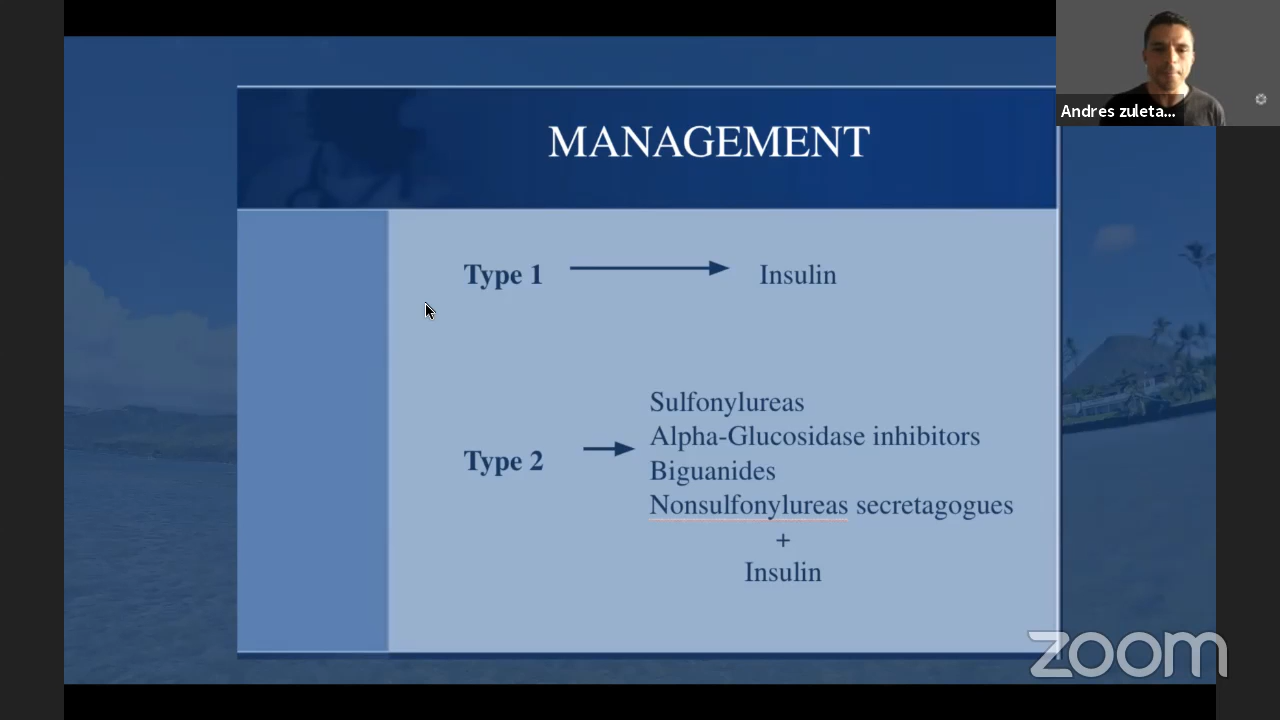 Andres zuleta...
MANAGEMENT
Type 1
Insulin
Type 2
Sulfonylureas
Alpha-Glucosidase inhibitors
Biguanides
Nonsulfonylureas secretagogues
+
Insulin
zoom